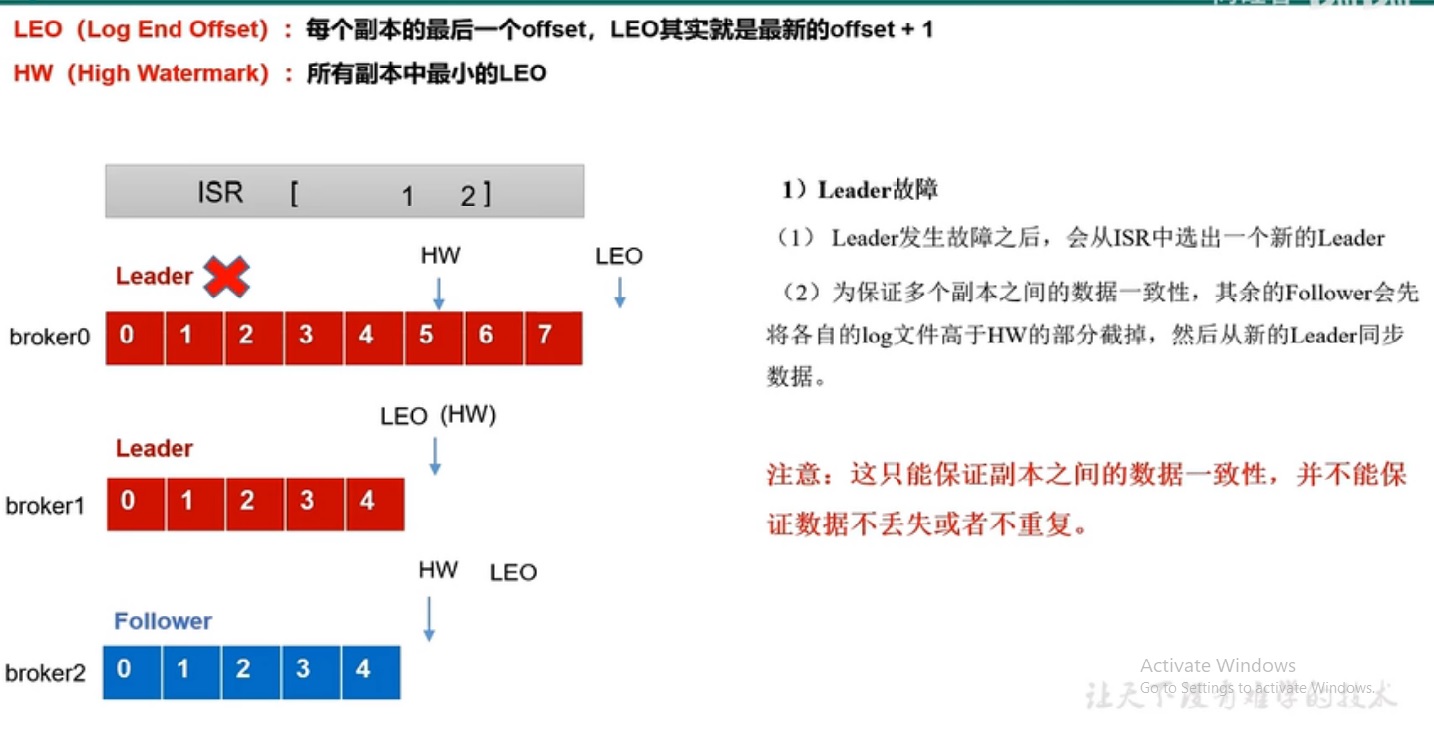 LEO（Log End Offset）：每个副本的最后一个offset，LEO其实就是最新的offset + 1
HW（High Watermark）：所有副本中最小的LEO
ISR [ 1 2 ]
HW LEO
Leader
broker0 0 1 2 3 4 5 6 7
LEO (HW)
Leader
broker1 0 1 2 3 4
HW LEO
Follower
broker2 0 1 2 3 4
1）Leader故障
（1） Leader发生故障之后，会从ISR中选出一个新的Leader
（2）为保证多个副本之间的数据一致性，其余的Follower会先
将各自的log文件高于HW的部分截掉，然后从新的Leader同步
数据。
注意：这只能保证副本之间的数据一致性，并不能保
证数据不丢失或者不重复。
Activate Windows
Go to Settings to activate Windows.
让天下没有难学的技术